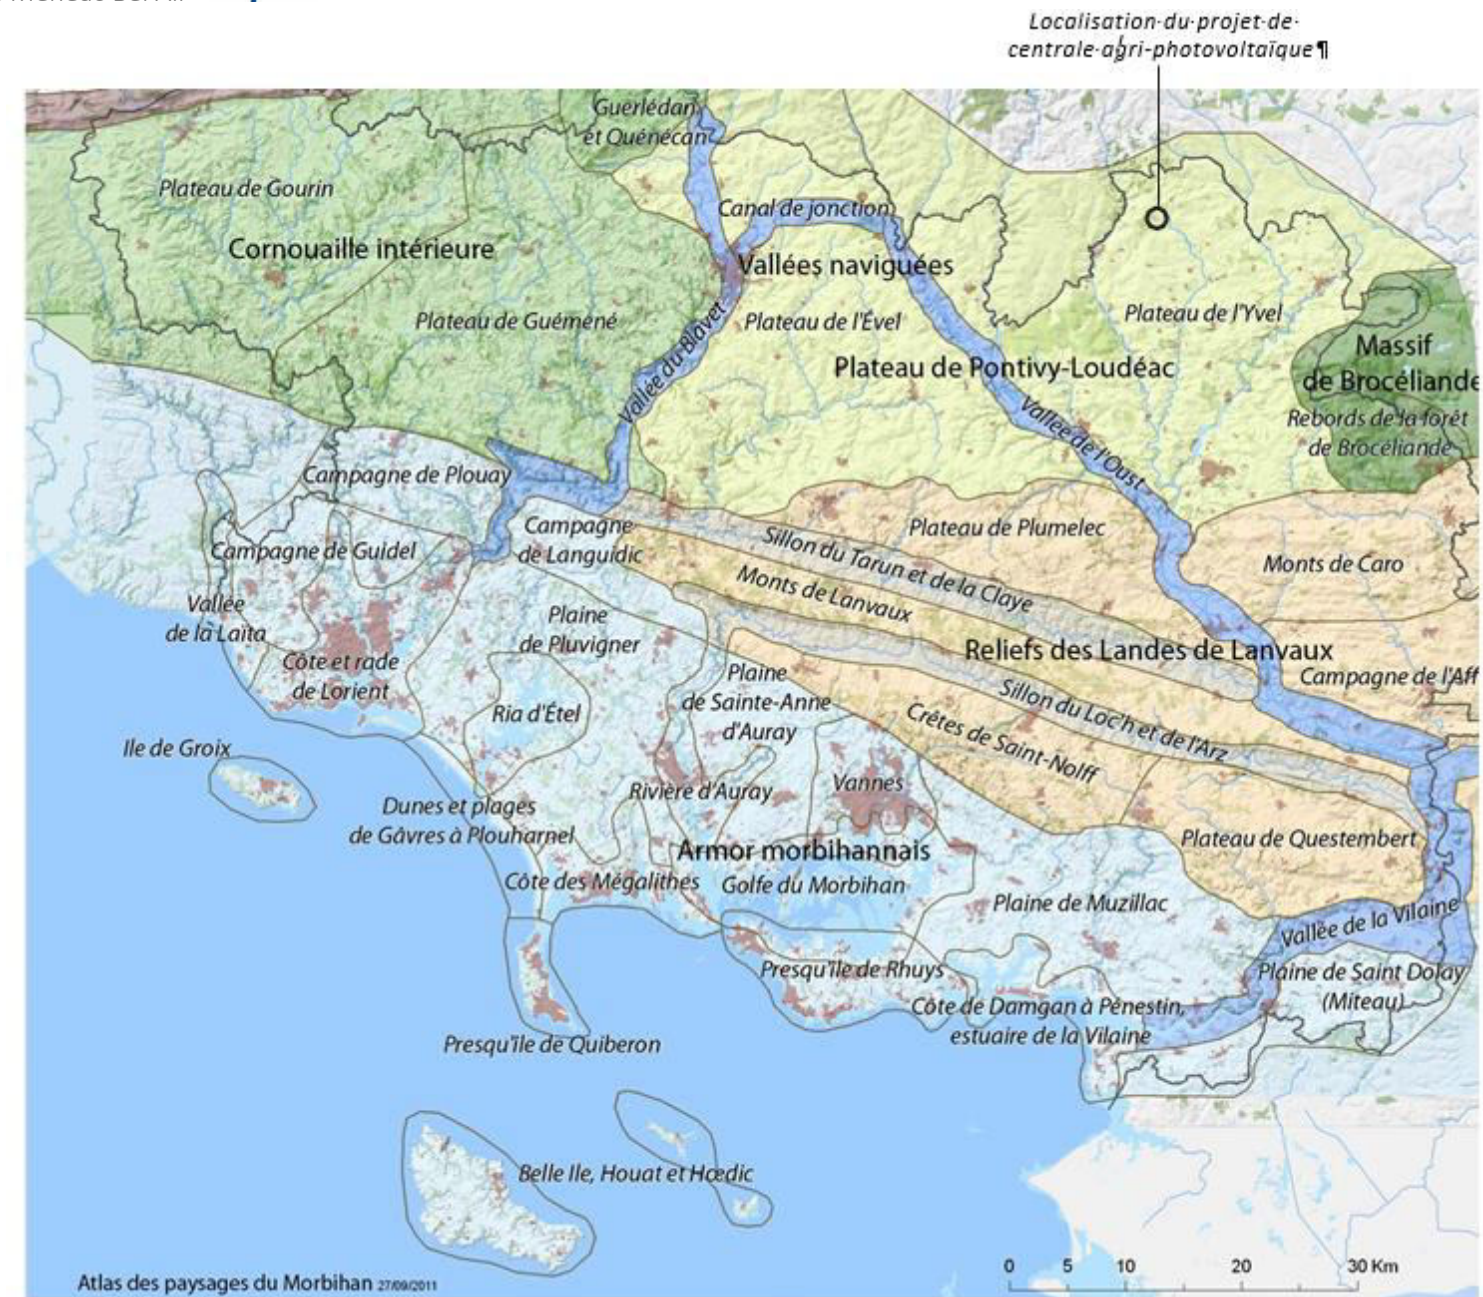 Localisation·du·projet·de·
centrale·agri-photovoltaïque¶
Guerlédan
et Quénécan
Plateau de Gourin
Canal de jonction
Cornouaille intérieure
Vallées naviguées
Plateau de Guémené
Vallée du Blavet
Plateau de l'Ével
Plateau de l'Yvel
Massif
de Brocéliande
Plateau de Pontivy-Loudéac
Rebords de la forêt
de Brocéliande
Vallée de l'Oust
Campagne de Plouay
Campagne
de Languidic
Plateau de Plumelec
Sillon du Tarun et de la Claye
Campagne de Guidel
Monts de Caro
Monts de Lanvaux
Vallée
de la Laïta
Plaine
de Pluvigner
Reliefs des Landes de Lanvaux
Côte et rade
de Lorient
Plaine
de Sainte-Anne
d'Auray
Campagne de l'Aff
Sillon du Loc'h et de l'Arz
Ria d'Étel
Crêtes de Saint-Nolff
Ile de Groix
Rivière d'Auray
Vannes
Dunes et plages
de Gâvres à Plouharnel
Plateau de Questembert
Armor morbihannais
Côte des Mégalithes
Golfe du Morbihan
Plaine de Muzillac
Vallée de la Vilaine
Presqu'île de Rhuys
Plaine de Saint Dolay
(Miteau)
Côte de Damgan à Pénestin,
estuaire de la Vilaine
Presqu'île de Quiberon
Belle Ile, Houat et Hœdic
0 5 10 20 30 Km
Atlas des paysages du Morbihan 27/09/2011